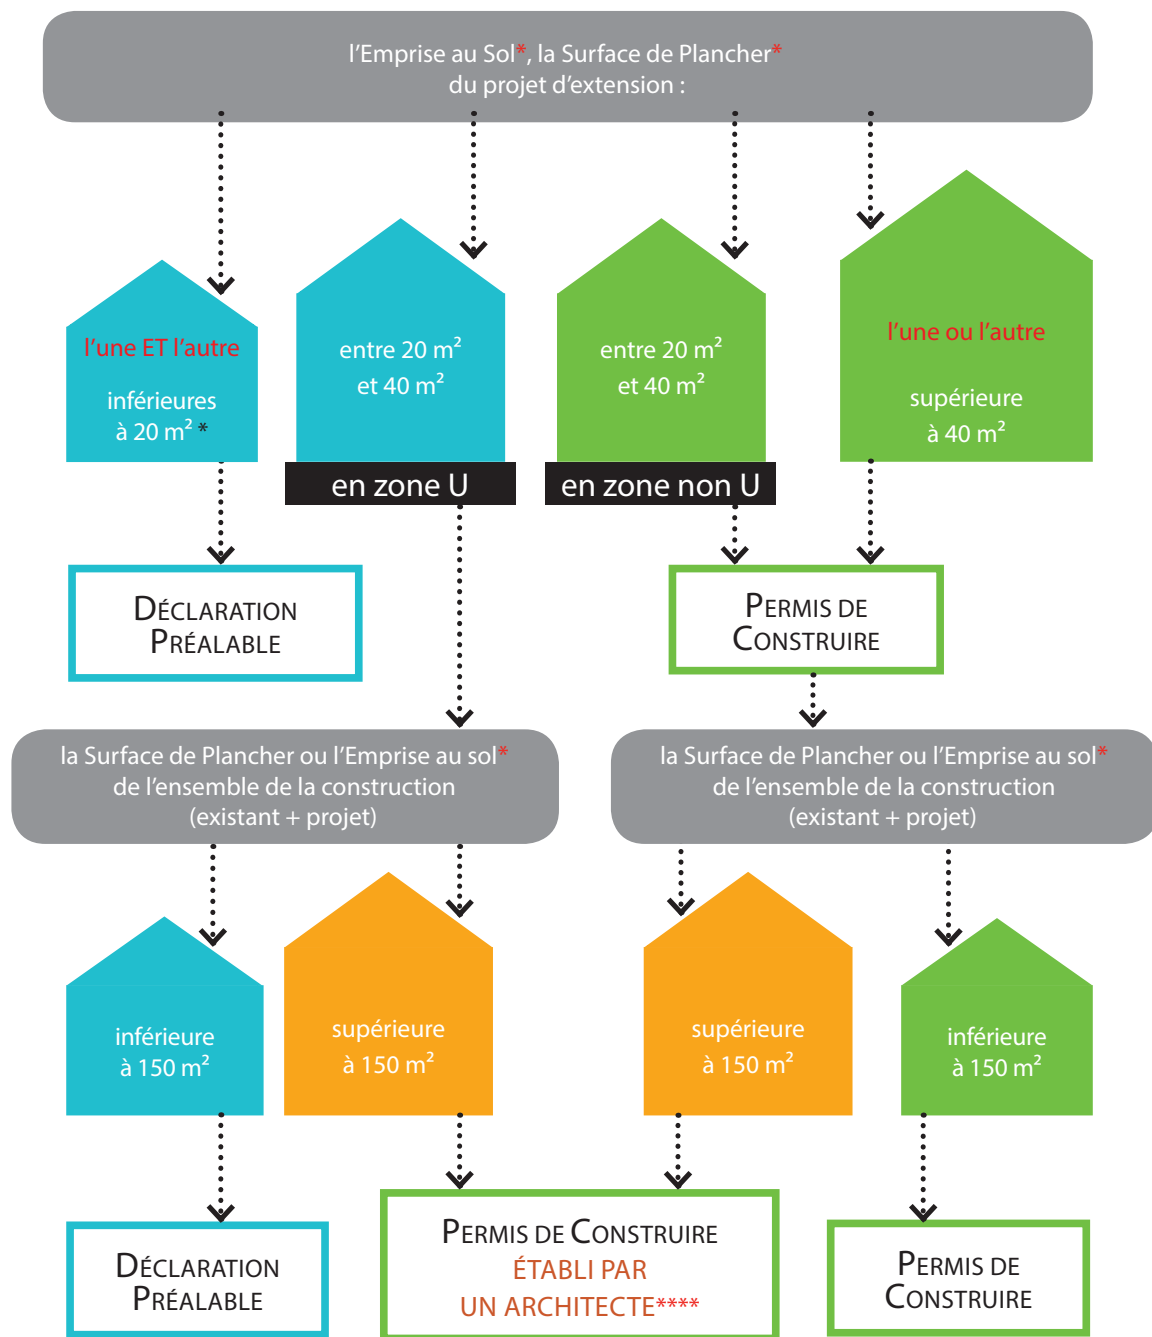 l'Emprise au Sol*, la Surface de Plancher*
du projet d'extension :
l'une ET l'autre
inférieures
à 20 m² *
entre 20 m²
et 40 m²
en zone U
entre 20 m²
et 40 m²
en zone non U
l'une ou l'autre
supérieure
à 40 m²
DÉCLARATION
PRÉALABLE
PERMIS DE
CONSTRUIRE
la Surface de Plancher ou l'Emprise au sol*
de l'ensemble de la construction
(existant + projet)
la Surface de Plancher ou l'Emprise au sol*
de l'ensemble de la construction
(existant + projet)
inférieure
à 150 m²
supérieure
à 150 m²
supérieure
à 150 m²
inférieure
à 150 m²
DÉCLARATION
PRÉALABLE
PERMIS DE CONSTRUIRE
ÉTABLI PAR
UN ARCHITECTE****
PERMIS DE
CONSTRUIRE